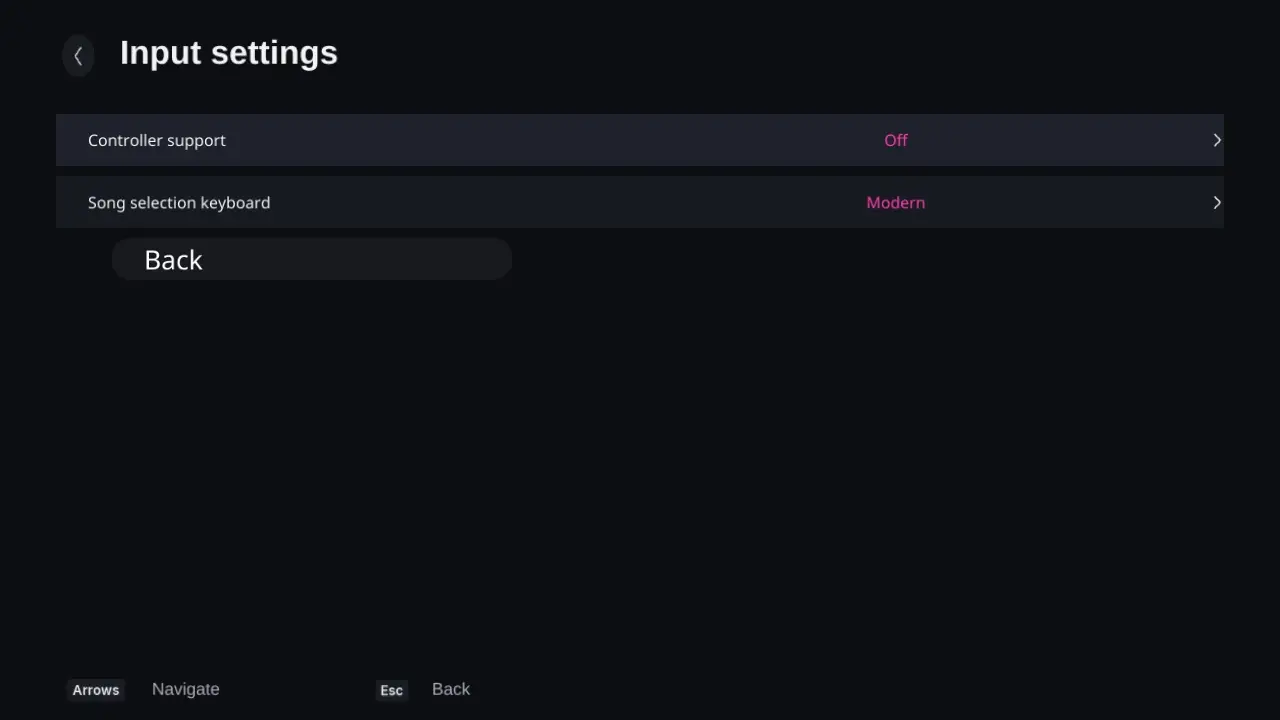 Input settings
Controller support Off
Song selection keyboard Modern
Back
Arrows Navigate Esc Back